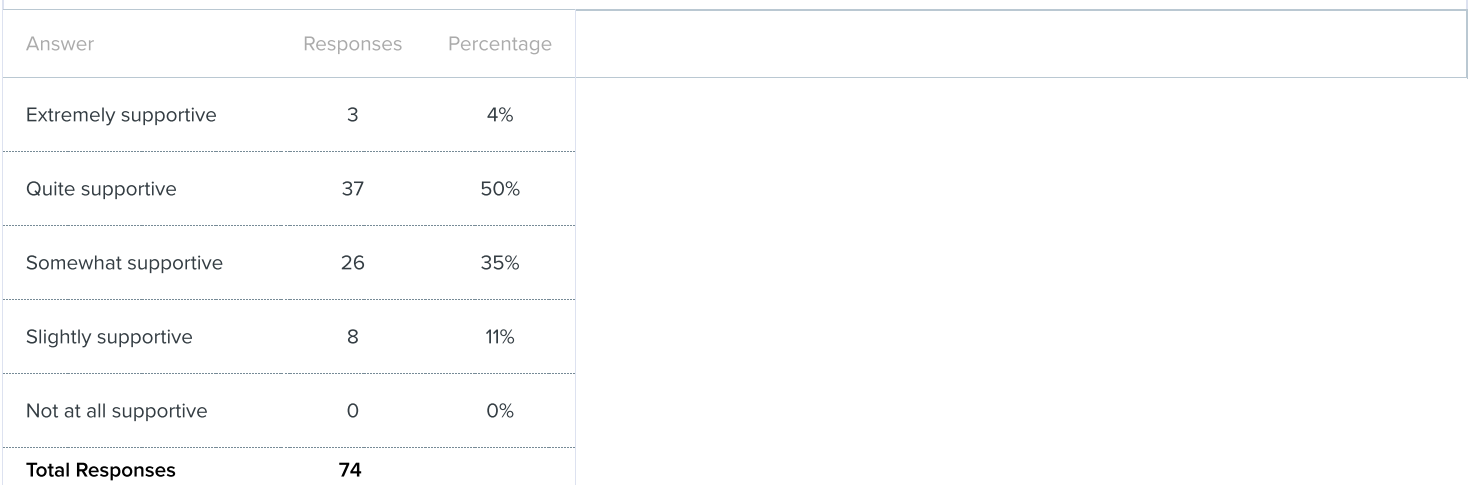 Answer Responses Percentage
Extremely supportive 3 4%
Quite supportive 37 50%
Somewhat supportive 26 35%
Slightly supportive 8 11%
Not at all supportive 0 0%
Total Responses 74